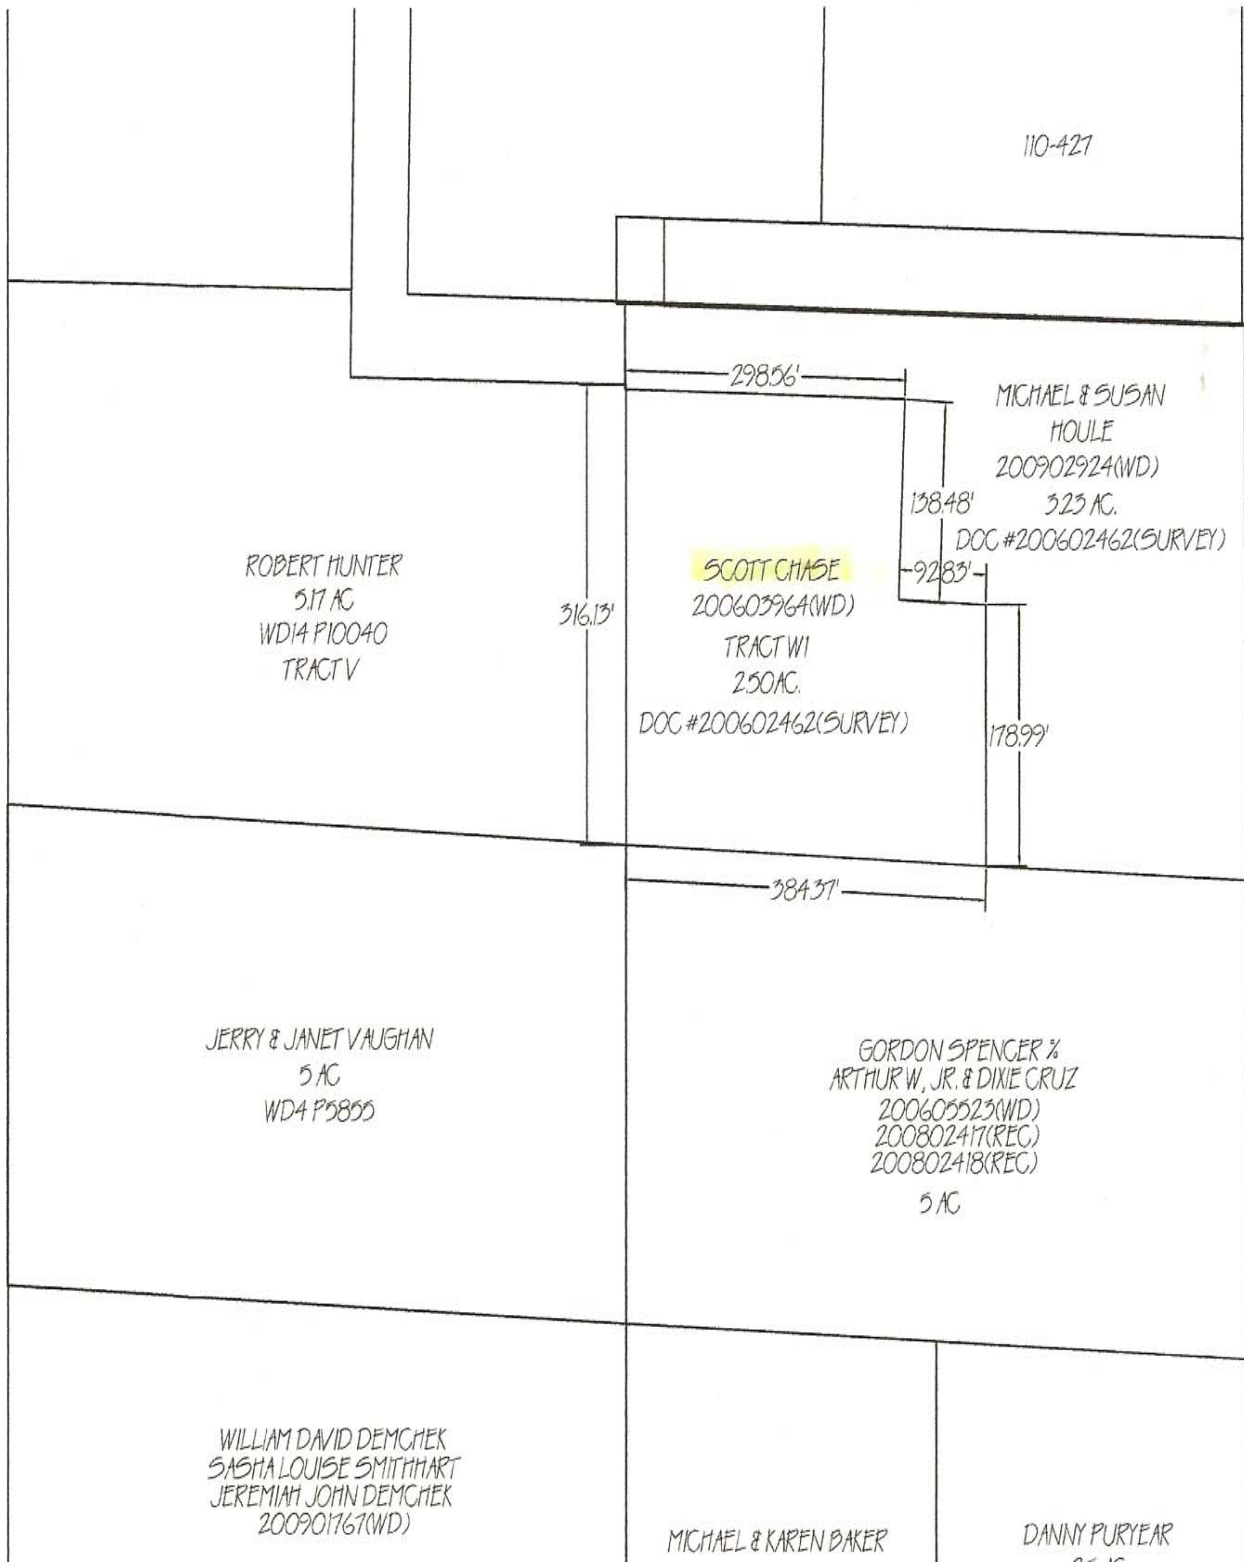 110-427
298.56'
MICHAEL & SUSAN
HOULE
200902924(WD)
3.23 AC.
DOC #200602462(SURVEY)
138.48'
92.83'
ROBERT HUNTER
5.17 AC
WD14 P10040
TRACT V
316.13'
SCOTT CHASE
200603964(WD)
TRACT W1
2.50 AC.
DOC #200602462(SURVEY)
178.99'
384.37'
JERRY & JANET VAUGHAN
5 AC
WD4 P5855
GORDON SPENCER %
ARTHUR W, JR. & DIXIE CRUZ
200605523(WD)
200802417(REC)
200802418(REC)
5 AC
WILLIAM DAVID DEMCHEK
SASHA LOUISE SMITHHART
JEREMIAH JOHN DEMCHEK
200901767(WD)
MICHAEL & KAREN BAKER
DANNY PURYEAR